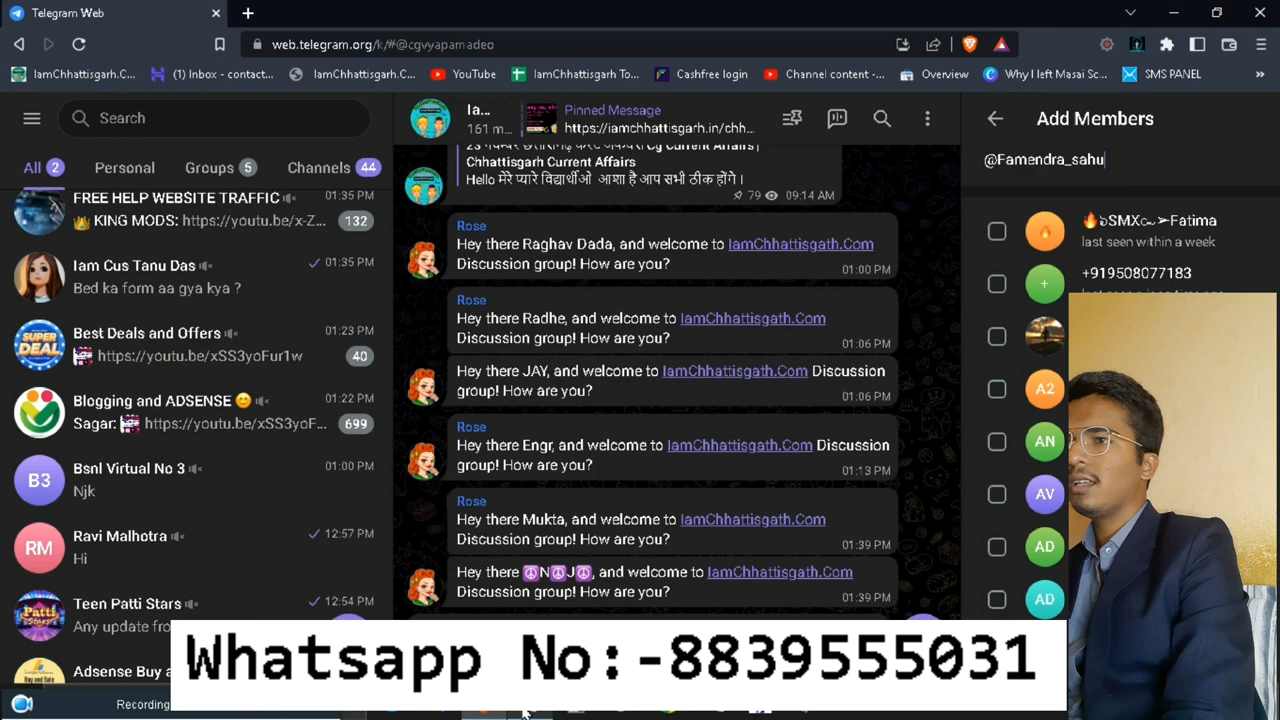 Telegram Web
web.telegram.org/k/#@cgvyapamadeo
IamChhattisgarh.C...
(1) Inbox - contact...
IamChhattisgarh.C...
YouTube
IamChhattisgarh To...
Cashfree login
Channel content -...
Overview
Why I left Masai Sc...
SMS PANEL
Search
All 2
Personal
Groups 5
Channels 44
FREE HELP WEBSITE TRAFFIC 01:35 PM
👑 KING MODS: https://youtu.be/x-Z... 132
Iam Cus Tanu Das 01:35 PM
Bed ka form aa gya kya ?
Best Deals and Offers 01:23 PM
https://youtu.be/xSS3yoFur1w 40
Blogging and ADSENSE 😊 01:22 PM
Sagar: https://youtu.be/xSS3yoF... 699
B3
Bsnl Virtual No 3 01:00 PM
Njk
RM
Ravi Malhotra 12:57 PM
Hi
Teen Patti Stars 12:54 PM
Any update fro
Adsense Buy a
Recording
Ia...
161 m...
Pinned Message
https://iamchhattisgarh.in/chh...
Chhattisgarh Current Affairs
Hello मेरे प्यारे विद्यार्थीओ आशा है आप सभी ठीक होंगे ।
79 09:14 AM
Rose
Hey there Raghav Dada, and welcome to IamChhattisgath.Com
Discussion group! How are you?
01:00 PM
Rose
Hey there Radhe, and welcome to IamChhattisgath.Com
Discussion group! How are you?
01:06 PM
Hey there JAY, and welcome to IamChhattisgath.Com Discussion
group! How are you?
01:06 PM
Rose
Hey there Engr, and welcome to IamChhattisgath.Com Discussion
group! How are you?
01:13 PM
Rose
Hey there Mukta, and welcome to IamChhattisgath.Com
Discussion group! How are you?
01:39 PM
Hey there ☮N☮J☮, and welcome to IamChhattisgath.Com
Discussion group! How are you?
01:39 PM
Add Members
@Famendra_sahu
Fatima
last seen within a week
+919508077183
A2
AN
AV
AD
AD
Whatsapp No:-8839555031